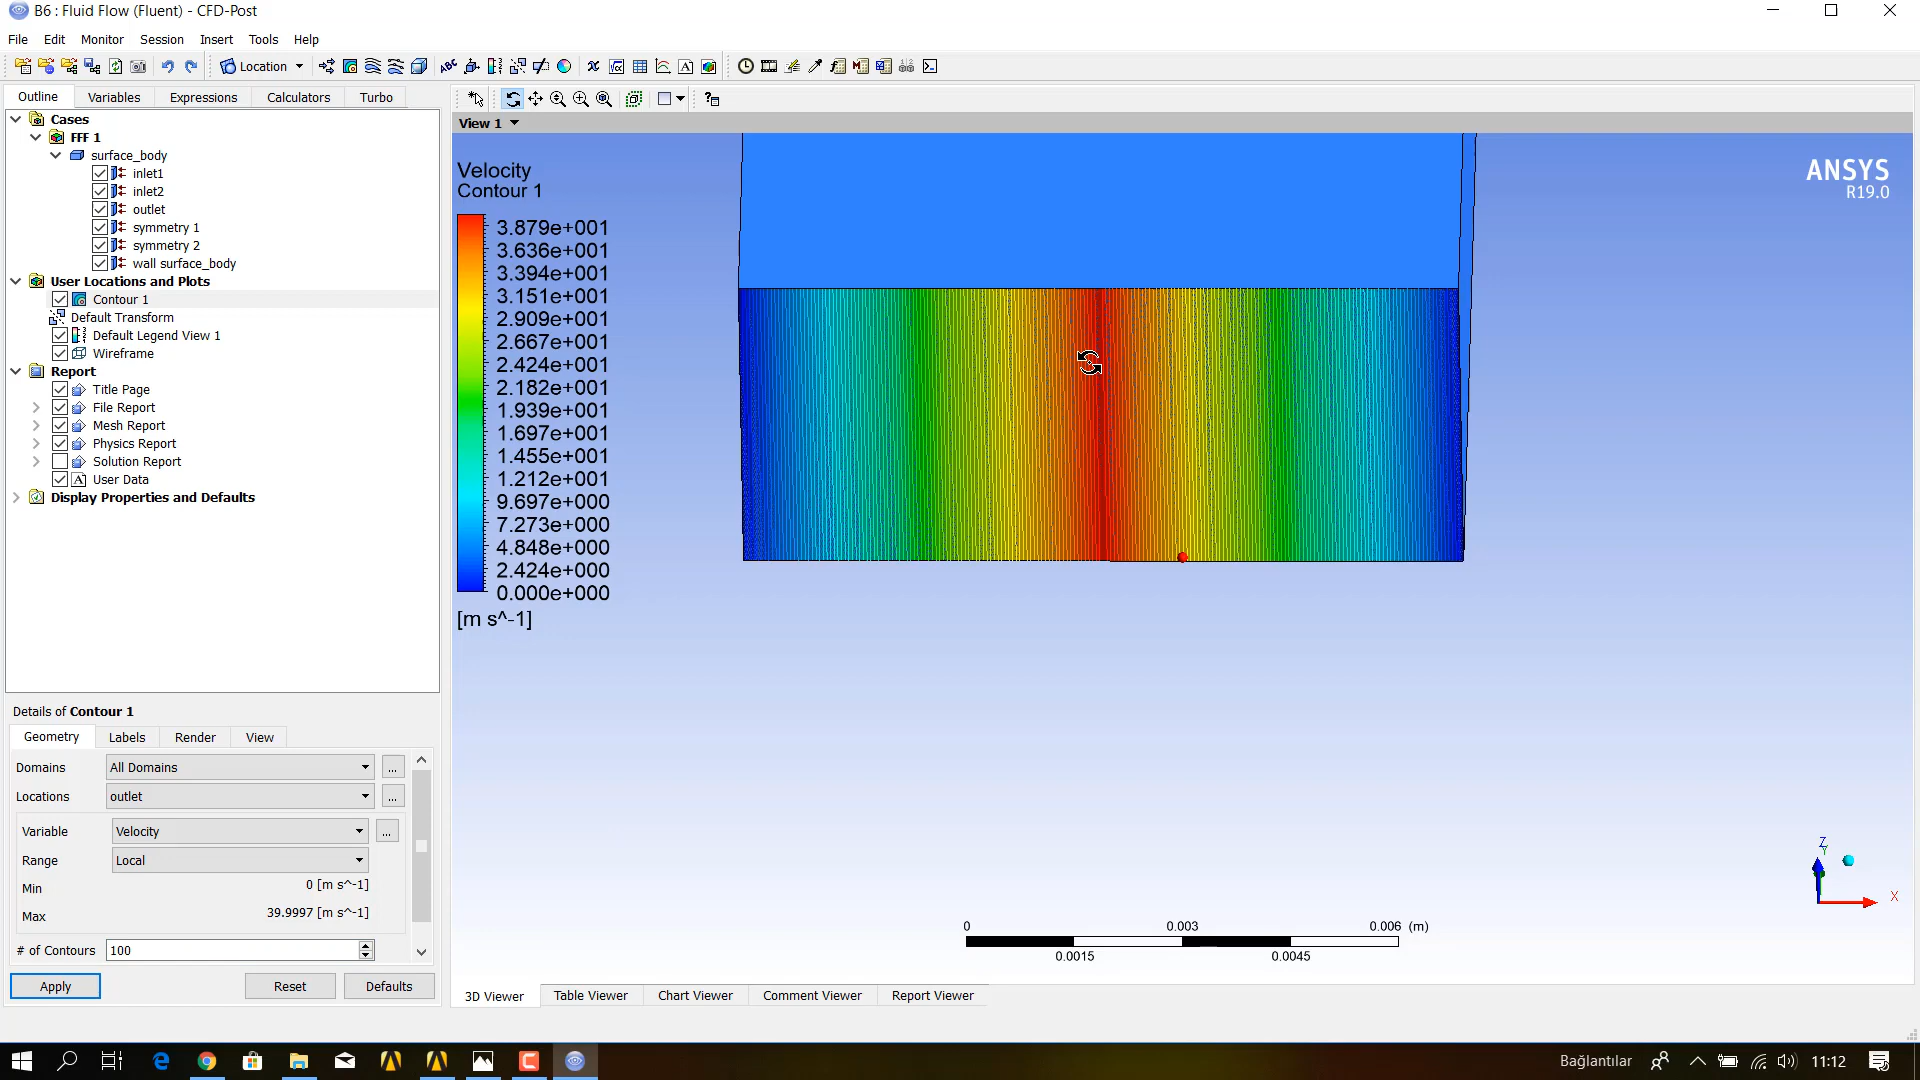 B6 : Fluid Flow (Fluent) - CFD-Post
File Edit Monitor Session Insert Tools Help
Location
Outline Variables Expressions Calculators Turbo
Cases
FFF 1
surface_body
inlet1
inlet2
outlet
symmetry 1
symmetry 2
wall surface_body
User Locations and Plots
Contour 1
Default Transform
Default Legend View 1
Wireframe
Report
Title Page
File Report
Mesh Report
Physics Report
Solution Report
User Data
Display Properties and Defaults
Details of Contour 1
Geometry Labels Render View
Domains All Domains ...
Locations outlet ...
Variable Velocity ...
Range Local
Min 0 [m s^-1]
Max 39.9997 [m s^-1]
# of Contours 100
Apply Reset Defaults
View 1
Velocity
Contour 1
3.879e+001
3.636e+001
3.394e+001
3.151e+001
2.909e+001
2.667e+001
2.424e+001
2.182e+001
1.939e+001
1.697e+001
1.455e+001
1.212e+001
9.697e+000
7.273e+000
4.848e+000
2.424e+000
0.000e+000
[m s^-1]
ANSYS
R19.0
Z
Y
X
0 0.003 0.006 (m)
0.0015 0.0045
3D Viewer Table Viewer Chart Viewer Comment Viewer Report Viewer
Bağlantılar 11:12